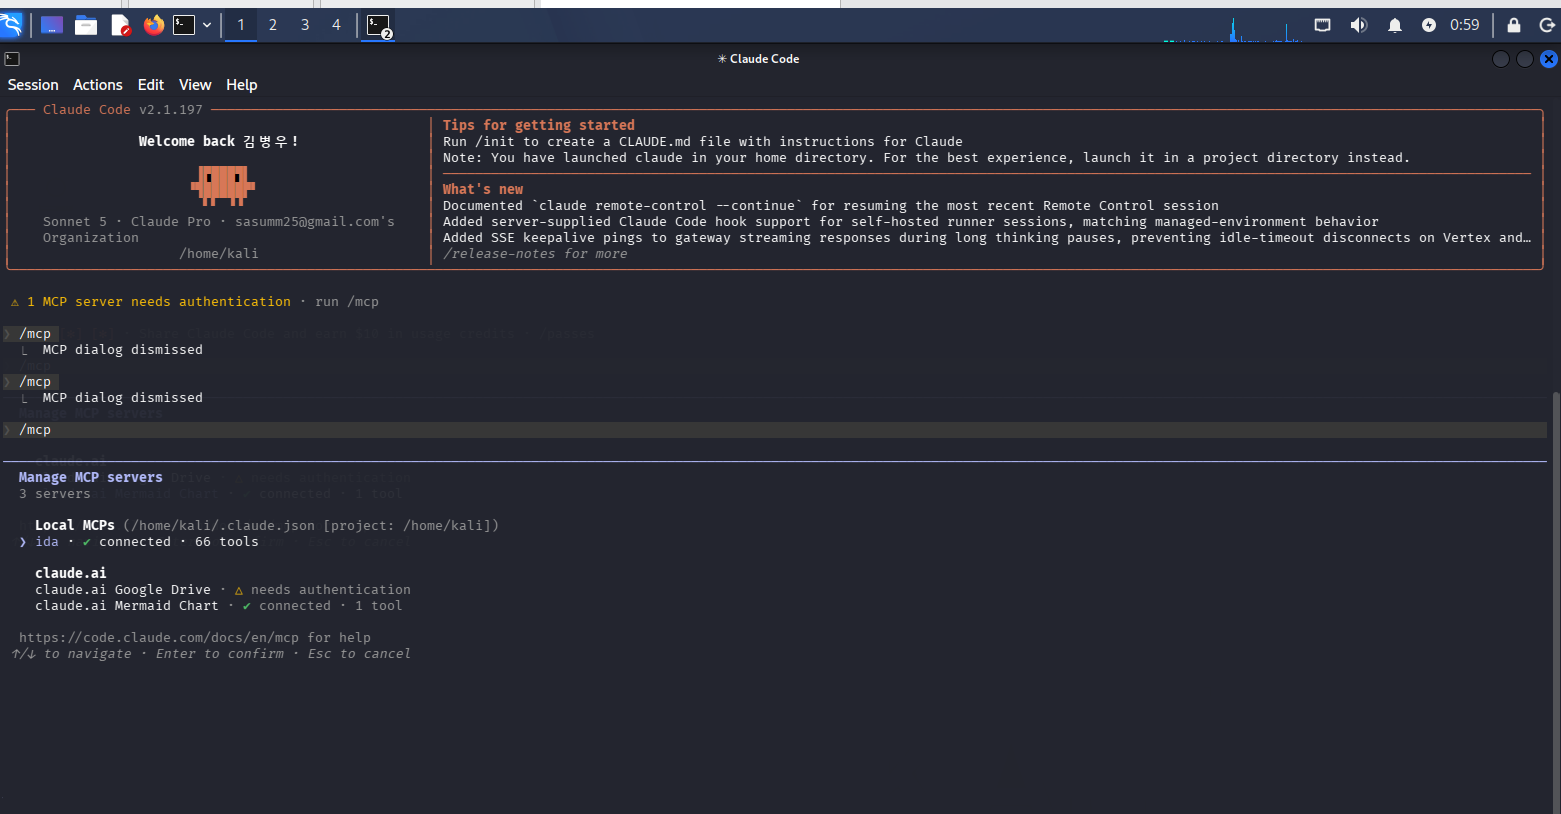 1 2 3 4 2 0:59
✳ Claude Code
Session Actions Edit View Help
Claude Code v2.1.197
Welcome back 김병우!
Sonnet 5 · Claude Pro · sasumm25@gmail.com's
Organization
/home/kali
Tips for getting started
Run /init to create a CLAUDE.md file with instructions for Claude
Note: You have launched claude in your home directory. For the best experience, launch it in a project directory instead.
What's new
Documented `claude remote-control --continue` for resuming the most recent Remote Control session
Added server-supplied Claude Code hook support for self-hosted runner sessions, matching managed-environment behavior
Added SSE keepalive pings to gateway streaming responses during long thinking pauses, preventing idle-timeout disconnects on Vertex and…
/release-notes for more
⚠ 1 MCP server needs authentication · run /mcp
❯ /mcp
⎿ MCP dialog dismissed
❯ /mcp
⎿ MCP dialog dismissed
❯ /mcp
Manage MCP servers
3 servers
Local MCPs (/home/kali/.claude.json [project: /home/kali])
❯ ida · ✔ connected · 66 tools
claude.ai
claude.ai Google Drive · △ needs authentication
claude.ai Mermaid Chart · ✔ connected · 1 tool
https://code.claude.com/docs/en/mcp for help
↑/↓ to navigate · Enter to confirm · Esc to cancel